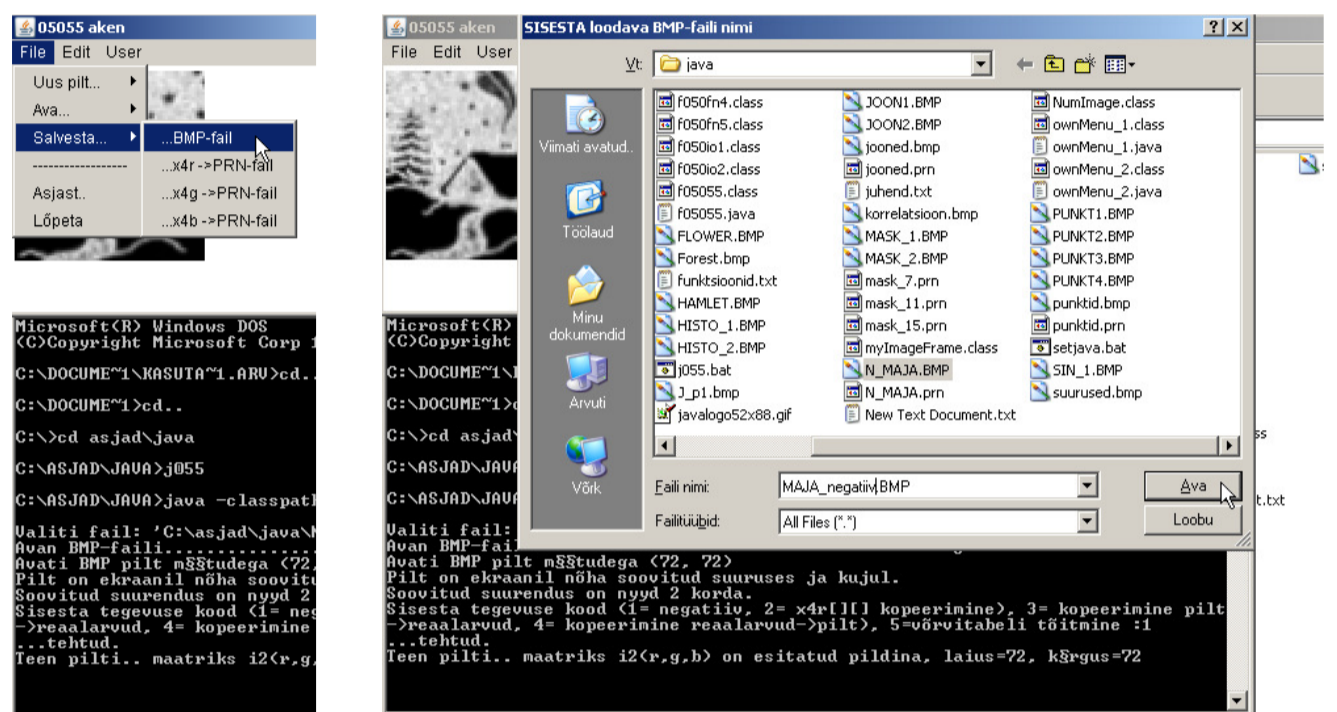 05055 aken
File Edit User
Uus pilt...
Ava...
Salvesta...
...BMP-fail
-----------------
...x4r ->PRN-fail
Asjast..
...x4g ->PRN-fail
Lõpeta
...x4b ->PRN-fail
Microsoft(R) Windows DOS
(C)Copyright Microsoft Corp 1
C:\DOCUME~1\KASUTA~1.ARV>cd..
C:\DOCUME~1>cd..
C:\>cd asjad\java
C:\ASJAD\JAVA>j055
C:\ASJAD\JAVA>java -classpath
Valiti fail: 'C:\asjad\java\
Avan BMP-faili...............
Avati BMP pilt m§§tudega (72,
Pilt on ekraanil nõha soovitu
Soovitud suurendus on nyyd 2
Sisesta tegevuse kood (1= neg
->reaalarvud, 4= kopeerimine
...tehtud.
Teen pilti.. maatriks i2(r,g,
05055 aken
File Edit User
SISESTA loodava BMP-faili nimi
Vt:
java
Viimati avatud..
Töölaud
Minu
dokumendid
Arvuti
Võrk
f050fn4.class
f050fn5.class
f050io1.class
f050io2.class
f05055.class
f05055.java
FLOWER.BMP
Forest.bmp
funktsioonid.txt
HAMLET.BMP
HISTO_1.BMP
HISTO_2.BMP
j055.bat
J_p1.bmp
javalogo52x88.gif
JOON1.BMP
JOON2.BMP
jooned.bmp
jooned.prn
juhend.txt
korrelatsioon.bmp
MASK_1.BMP
MASK_2.BMP
mask_7.prn
mask_11.prn
mask_15.prn
myImageFrame.class
N_MAJA.BMP
N_MAJA.prn
New Text Document.txt
NumImage.class
ownMenu_1.class
ownMenu_1.java
ownMenu_2.class
ownMenu_2.java
PUNKT1.BMP
PUNKT2.BMP
PUNKT3.BMP
PUNKT4.BMP
punktid.bmp
punktid.prn
setjava.bat
SIN_1.BMP
suurused.bmp
Faili nimi:
MAJA_negatiiv.BMP
Ava
Failitüübid:
All Files (*.*)
Loobu
ss
t.txt
Microsoft(R)
(C)Copyright
C:\DOCUME~1\
C:\DOCUME~1>
C:\>cd asjad
C:\ASJAD\JAVA
C:\ASJAD\JAVA
Valiti fail:
Avan BMP-fail
Avati BMP pilt m§§tudega (72, 72)
Pilt on ekraanil nõha soovitud suuruses ja kujul.
Soovitud suurendus on nyyd 2 korda.
Sisesta tegevuse kood (1= negatiiv, 2= x4r[][] kopeerimine), 3= kopeerimine pilt
->reaalarvud, 4= kopeerimine reaalarvud->pilt), 5=võrvitabeli tõitmine :1
...tehtud.
Teen pilti.. maatriks i2(r,g,b) on esitatud pildina, laius=72, k§rgus=72